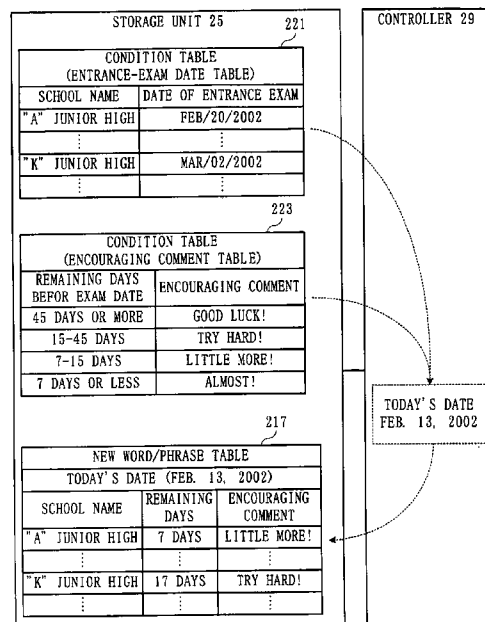 STORAGE UNIT 25
CONTROLLER 29
221
CONDITION TABLE
(ENTRANCE-EXAM DATE TABLE)
SCHOOL NAME DATE OF ENTRANCE EXAM
"A" JUNIOR HIGH FEB/20/2002
⋮ ⋮
"K" JUNIOR HIGH MAR/02/2002
⋮ ⋮
223
CONDITION TABLE
(ENCOURAGING COMMENT TABLE)
REMAINING DAYS
BEFOR EXAM DATE ENCOURAGING COMMENT
45 DAYS OR MORE GOOD LUCK!
15-45 DAYS TRY HARD!
7-15 DAYS LITTLE MORE!
7 DAYS OR LESS ALMOST!
TODAY'S DATE
FEB. 13, 2002
217
NEW WORD/PHRASE TABLE
TODAY'S DATE (FEB. 13, 2002)
SCHOOL NAME REMAINING DAYS ENCOURAGING COMMENT
"A" JUNIOR HIGH 7 DAYS LITTLE MORE!
⋮ ⋮ ⋮
"K" JUNIOR HIGH 17 DAYS TRY HARD!
⋮ ⋮ ⋮